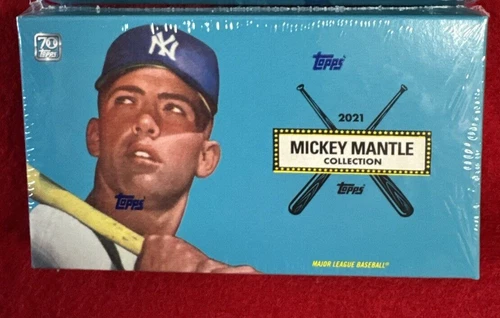 70
Topps
NY
Topps
2021
MICKEY MANTLE
COLLECTION
Topps
Topps
MAJOR LEAGUE BASEBALL®